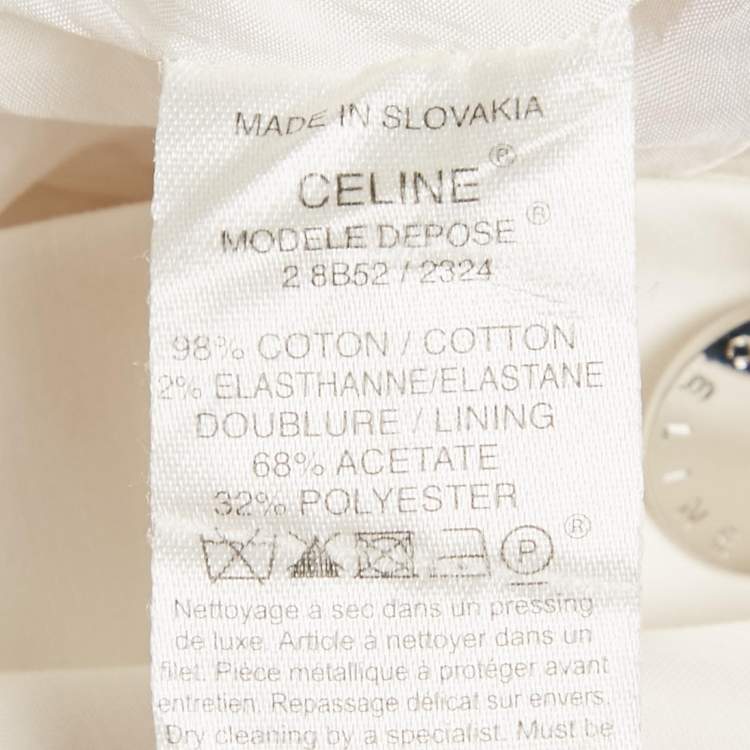 MADE IN SLOVAKIA
CELINE ®
MODELE DEPOSE ®
2 8B52 / 2324
98% COTON / COTTON
2% ELASTHANNE/ELASTANE
DOUBLURE / LINING
68% ACETATE
32% POLYESTER
P ®
Nettoyage à sec dans un pressing
de luxe. Article à nettoyer dans un
filet. Pièce métallique à protéger avant
entretien. Repassage délicat sur envers.
Dry cleaning by a specialist. Must be